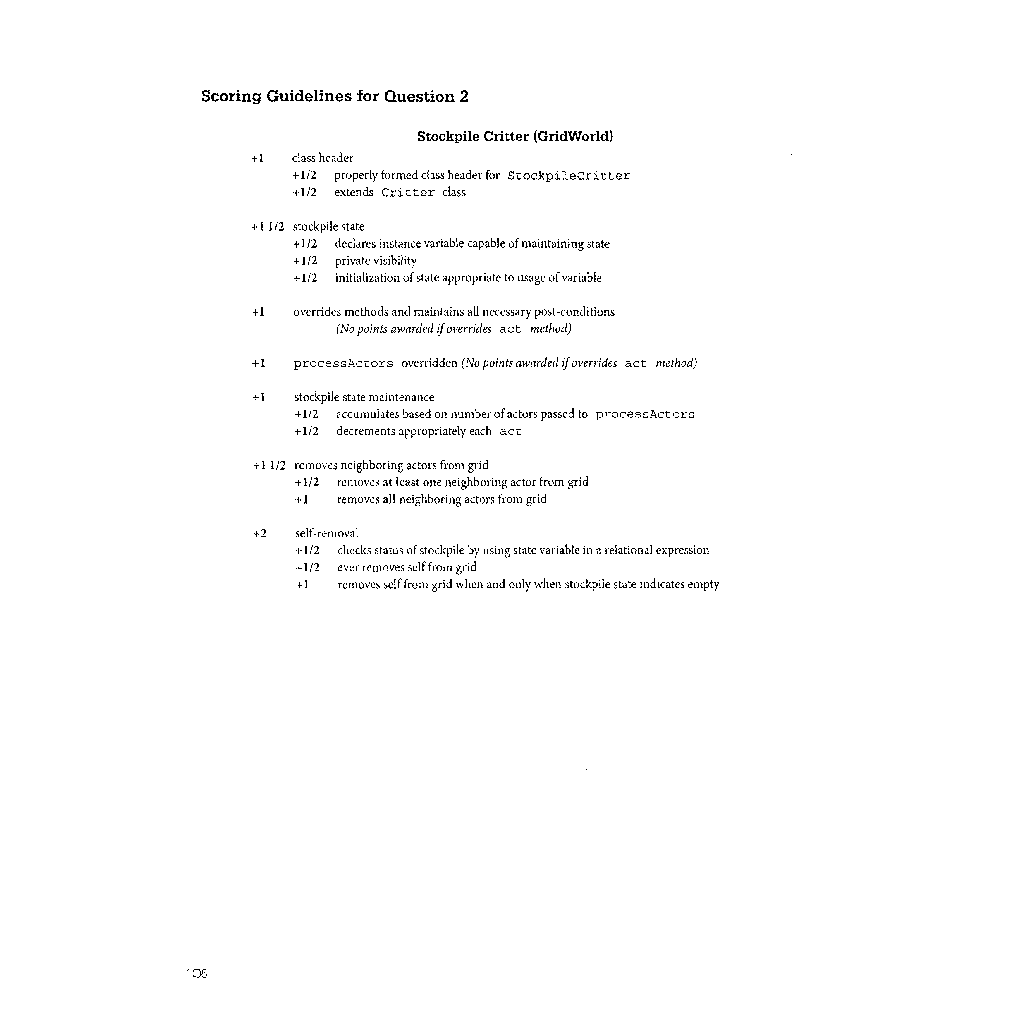 Scoring Guidelines for Question 2
Stockpile Critter (GridWorld)
+1 class header
+1/2 properly formed class header for StockpileCritter
+1/2 extends Critter class
+1 1/2 stockpile state
+1/2 declares instance variable capable of maintaining state
+1/2 private visibility
+1/2 initialization of state appropriate to usage of variable
+1 overrides methods and maintains all necessary post-conditions
(No points awarded if overrides act method)
+1 processActors overridden (No points awarded if overrides act method)
+1 stockpile state maintenance
+1/2 accumulates based on number of actors passed to processActors
+1/2 decrements appropriately each act
+1 1/2 removes neighboring actors from grid
+1/2 removes at least one neighboring actor from grid
+1 removes all neighboring actors from grid
+2 self-removal
+1/2 checks status of stockpile by using state variable in a relational expression
+1/2 ever removes self from grid
+1 removes self from grid when and only when stockpile state indicates empty